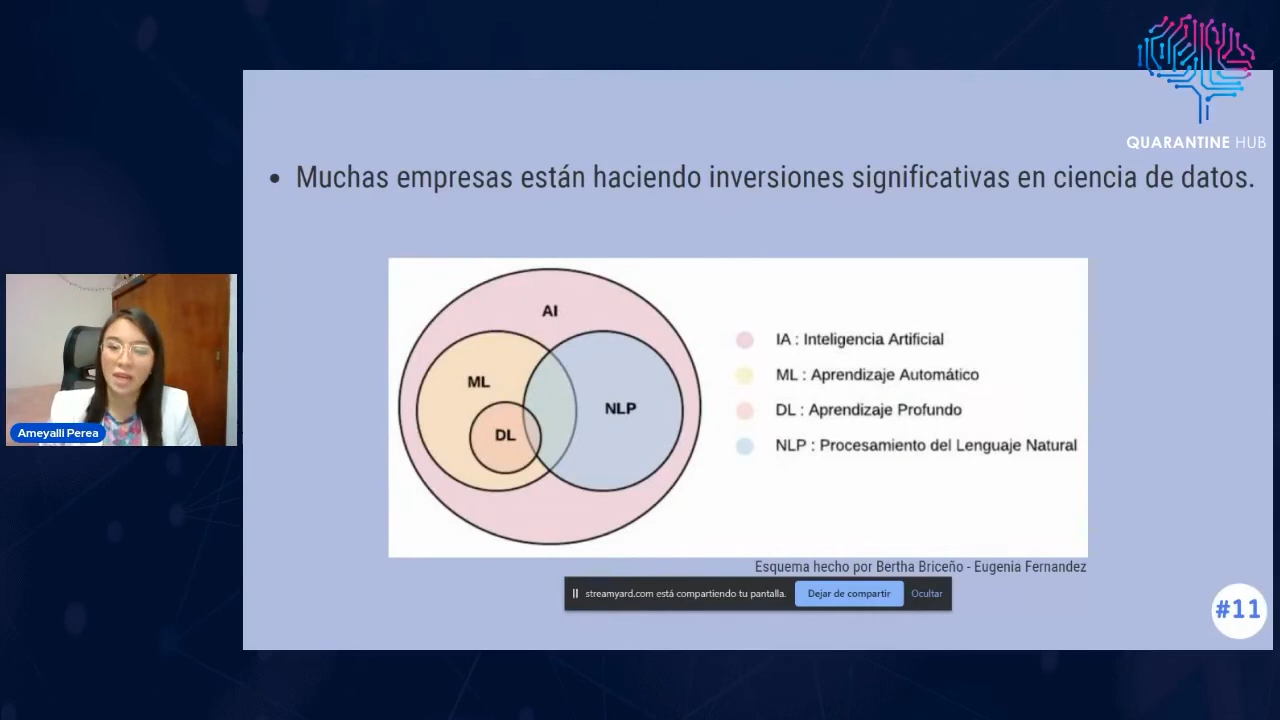 QUARANTINE HUB
• Muchas empresas están haciendo inversiones significativas en ciencia de datos.
AI
ML
NLP
DL
IA : Inteligencia Artificial
ML : Aprendizaje Automático
DL : Aprendizaje Profundo
NLP : Procesamiento del Lenguaje Natural
Esquema hecho por Bertha Briceño - Eugenia Fernandez
Ameyalli Perea
streamyard.com está compartiendo tu pantalla. Dejar de compartir Ocultar
#11